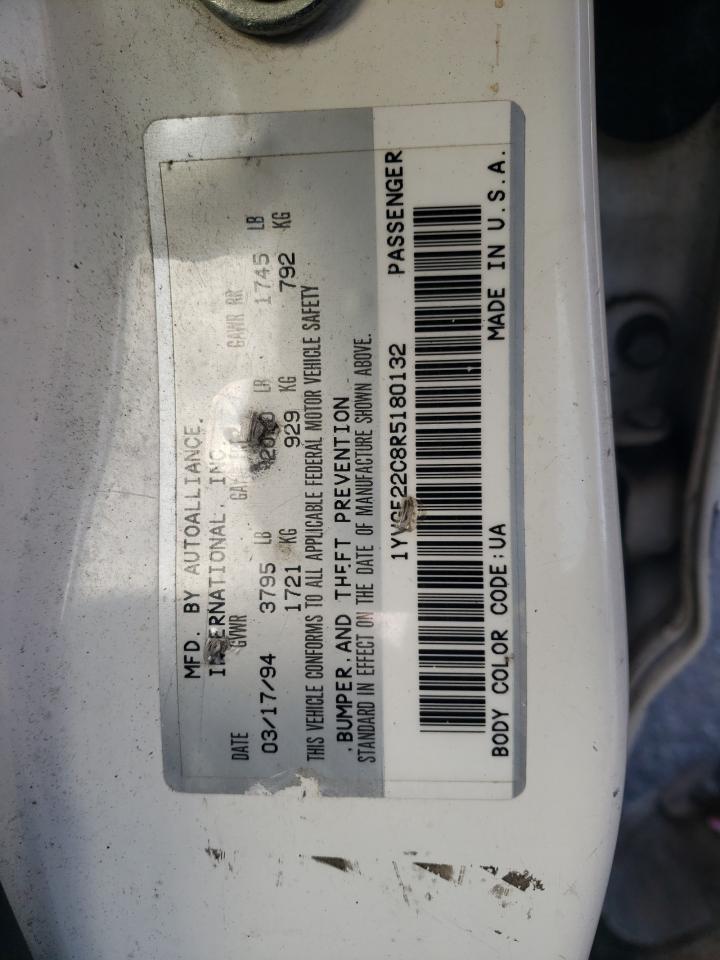 MFD. BY AUTOALLIANCE.
INTERNATIONAL, INC.
DATE GVWR GAWR RR
03/17/94 3795 LB LB 1745 LB
1721 KG 929 KG 792 KG
THIS VEHICLE CONFORMS TO ALL APPLICABLE FEDERAL MOTOR VEHICLE SAFETY
, BUMPER, AND THEFT PREVENTION
STANDARD IN EFFECT ON THE DATE OF MANUFACTURE SHOWN ABOVE.
PASSENGER
BODY COLOR CODE:UA MADE IN U.S.A.